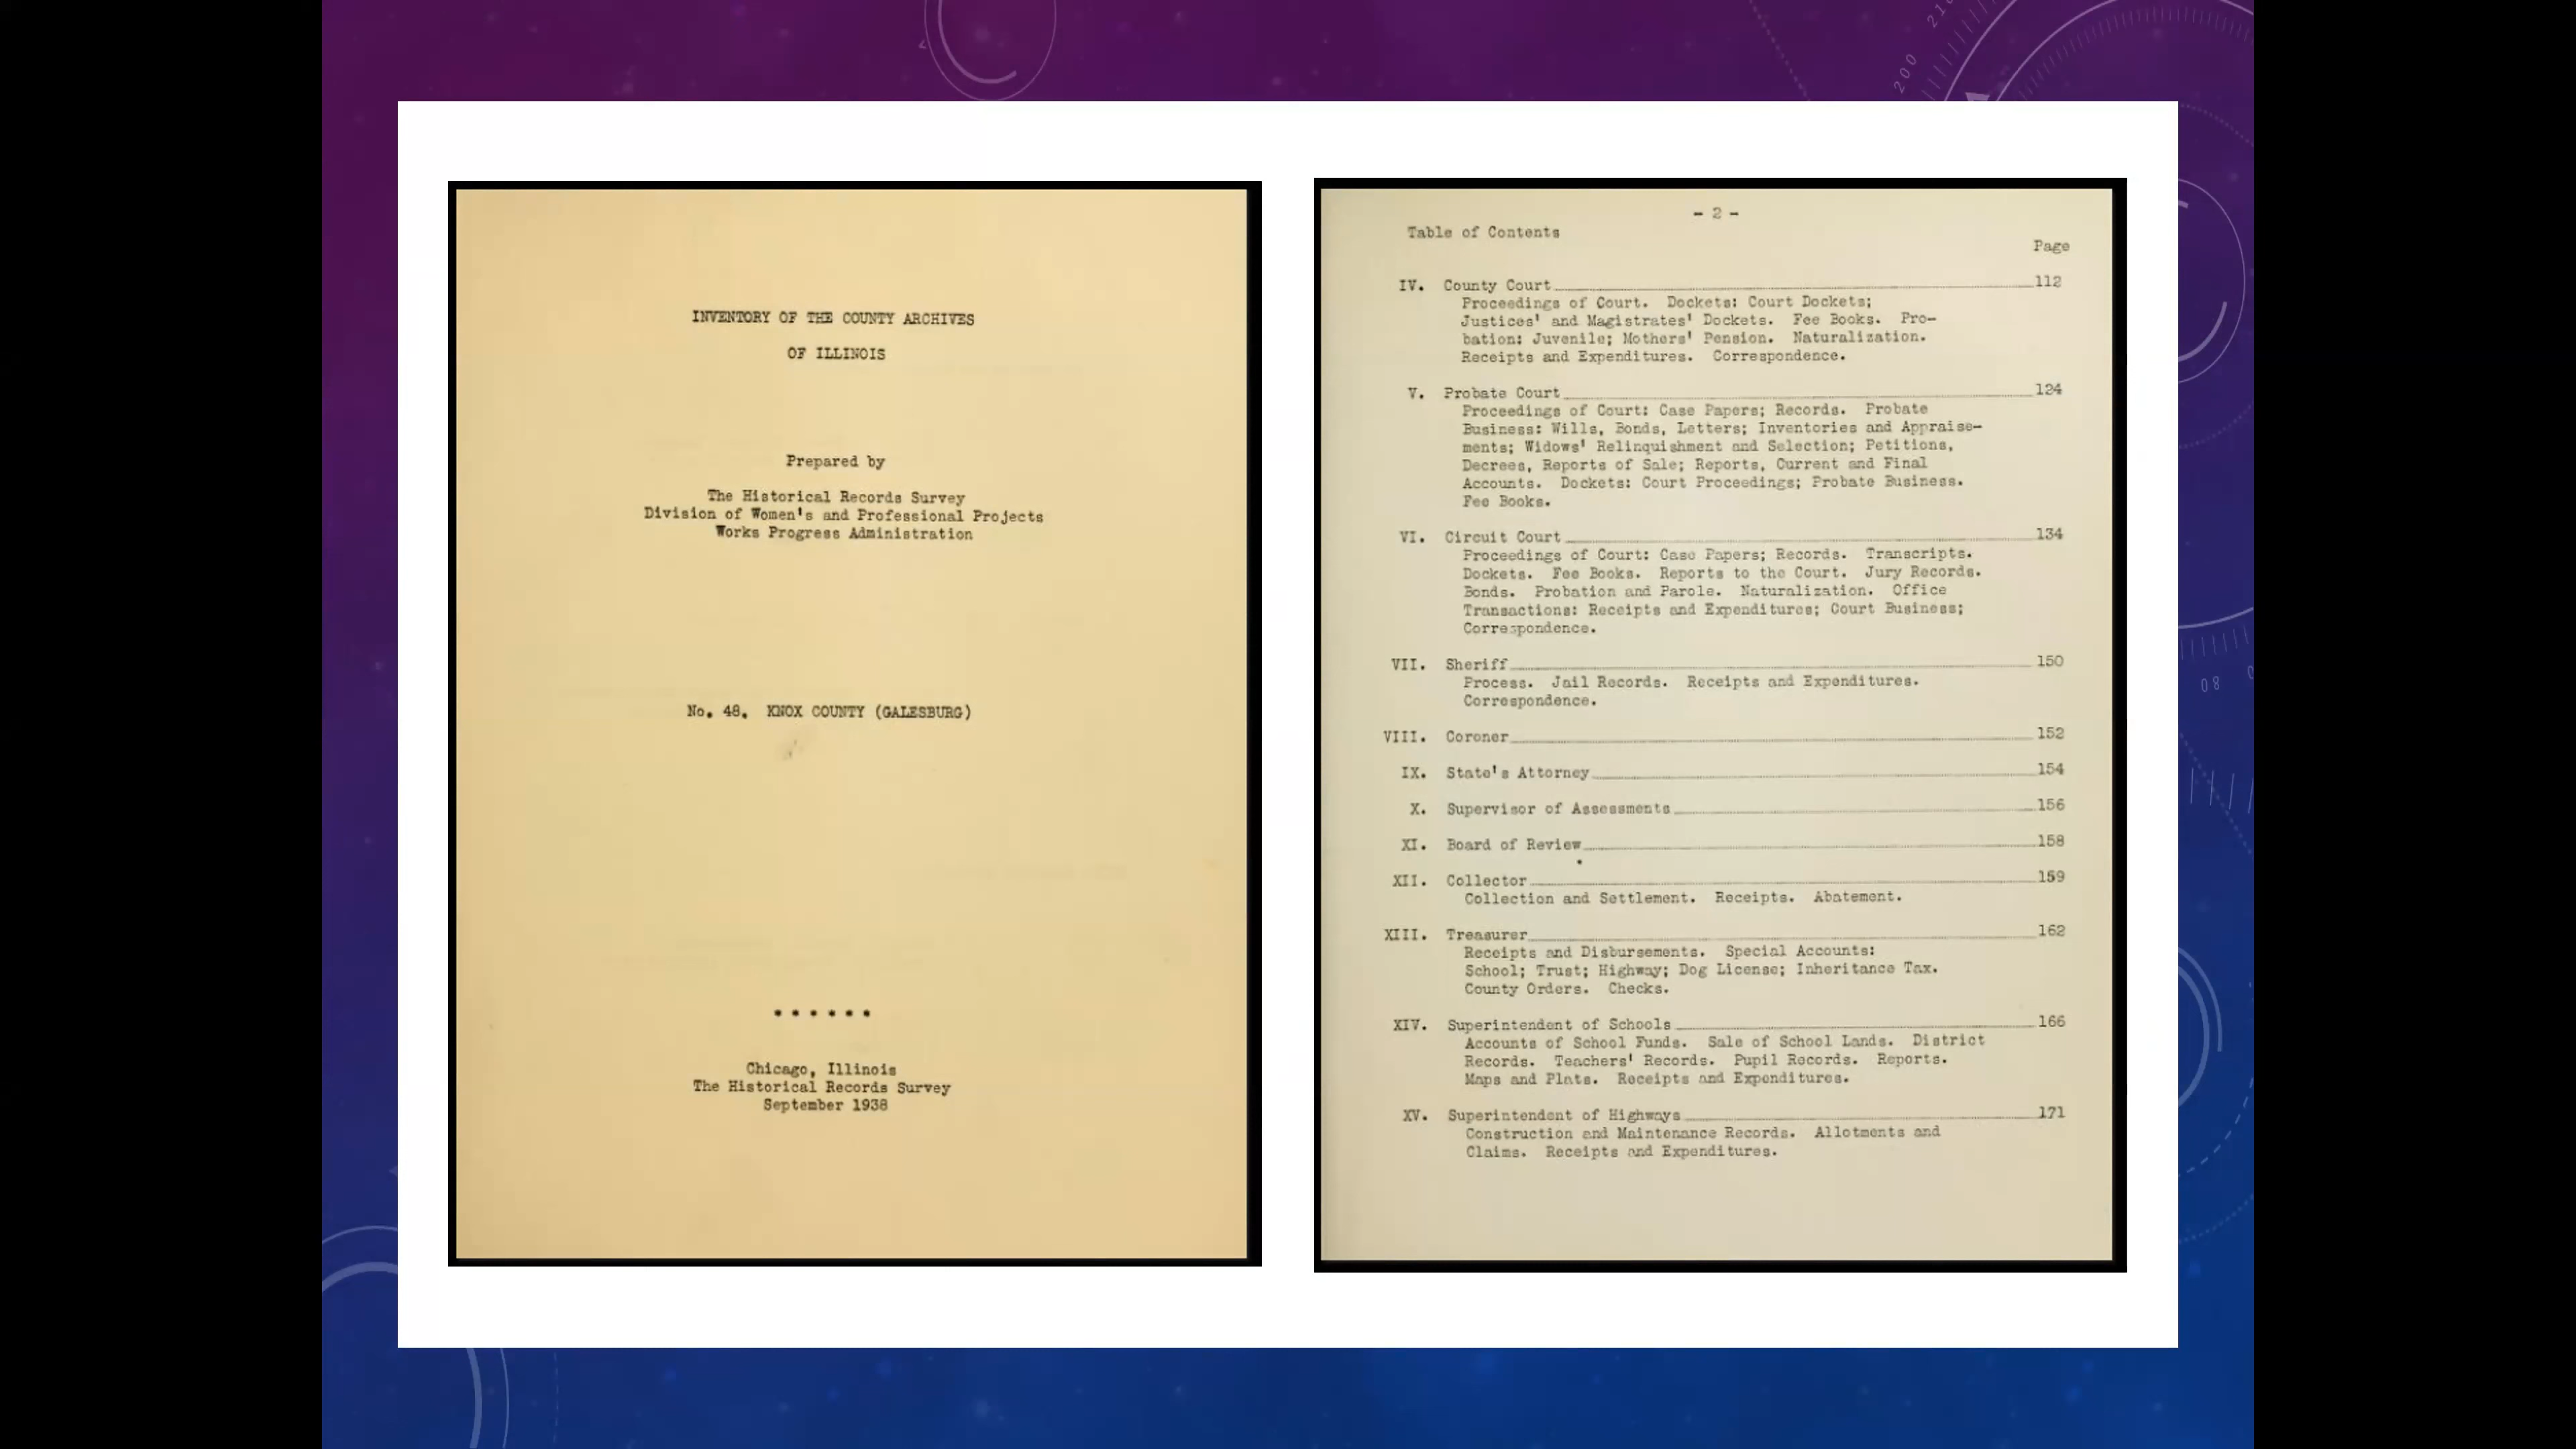 INVENTORY OF THE COUNTY ARCHIVES
OF ILLINOIS
Prepared by
The Historical Records Survey
Division of Women's and Professional Projects
Works Progress Administration
No. 48. KNOX COUNTY (GALESBURG)
* * * * * *
Chicago, Illinois
The Historical Records Survey
September 1938
- 2 -
Table of Contents
Page
IV. County Court 112
Proceedings of Court. Dockets: Court Dockets;
Justices' and Magistrates' Dockets. Fee Books. Pro-
bation: Juvenile; Mothers' Pension. Naturalization.
Receipts and Expenditures. Correspondence.
V. Probate Court 124
Proceedings of Court: Case Papers; Records. Probate
Business: Wills, Bonds, Letters; Inventories and Appraise-
ments; Widows' Relinquishment and Selection; Petitions,
Decrees, Reports of Sale; Reports, Current and Final
Accounts. Dockets: Court Proceedings; Probate Business.
Fee Books.
VI. Circuit Court 134
Proceedings of Court: Case Papers; Records. Transcripts.
Dockets. Fee Books. Reports to the Court. Jury Records.
Bonds. Probation and Parole. Naturalization. Office
Transactions: Receipts and Expenditures; Court Business;
Correspondence.
VII. Sheriff 150
Process. Jail Records. Receipts and Expenditures.
Correspondence.
VIII. Coroner 152
IX. State's Attorney 154
X. Supervisor of Assessments 156
XI. Board of Review 158
XII. Collector 159
Collection and Settlement. Receipts. Abatement.
XIII. Treasurer 162
Receipts and Disbursements. Special Accounts:
School; Trust; Highway; Dog License; Inheritance Tax.
County Orders. Checks.
XIV. Superintendent of Schools 166
Accounts of School Funds. Sale of School Lands. District
Records. Teachers' Records. Pupil Records. Reports.
Maps and Plats. Receipts and Expenditures.
XV. Superintendent of Highways 171
Construction and Maintenance Records. Allotments and
Claims. Receipts and Expenditures.
200
80